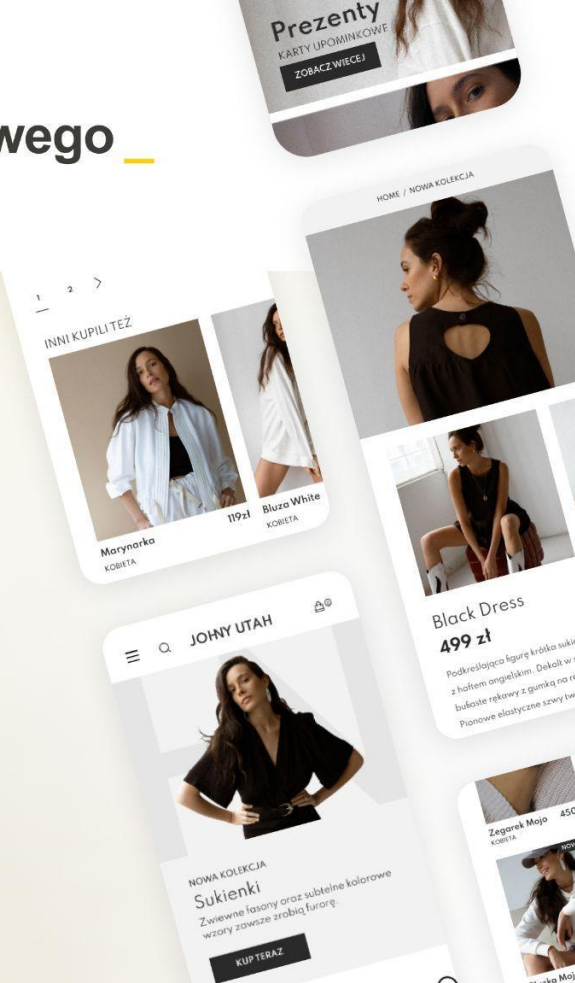 Prezenty
KARTY UPOMINKOWE
ZOBACZ WIĘCEJ
wego _
HOME / NOWA KOLEKCJA
1 2 >
INNI KUPILI TEŻ
Marynarka 119zł
KOBIETA
Bluza White
KOBIETA
Black Dress
499 zł
Podkreślająca figurę krótka
z haftem angielskim. Dekolt w
bufiaste rękawy z gumką na
Pionowe elastyczne szwy
JOHNY UTAH
NOWA KOLEKCJA
Sukienki
Zwiewne fasony oraz subtelne kolorowe
wzory zawsze zrobią furorę.
KUP TERAZ
Zegarek Mojo 450
KOBIETA